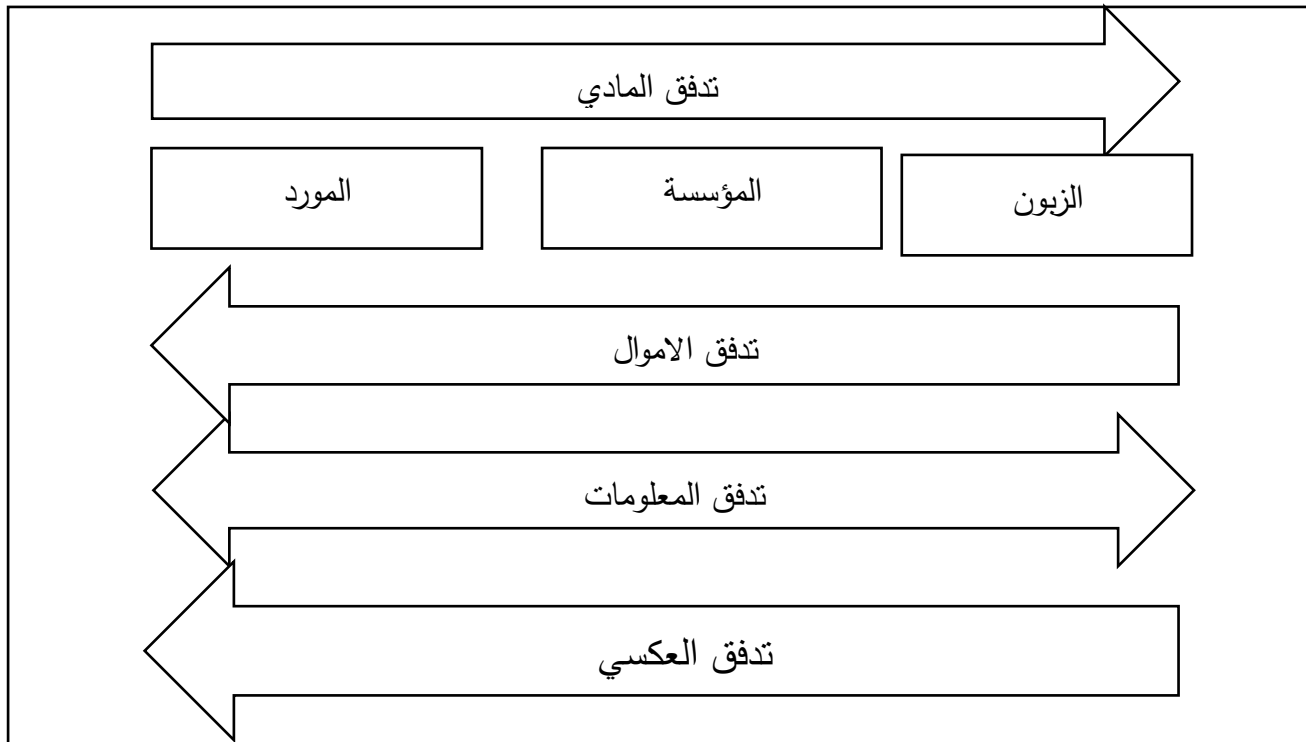 تدفق المادي
الزبون
المؤسسة
المورد
تدفق الاموال
تدفق المعلومات
تدفق العكسي